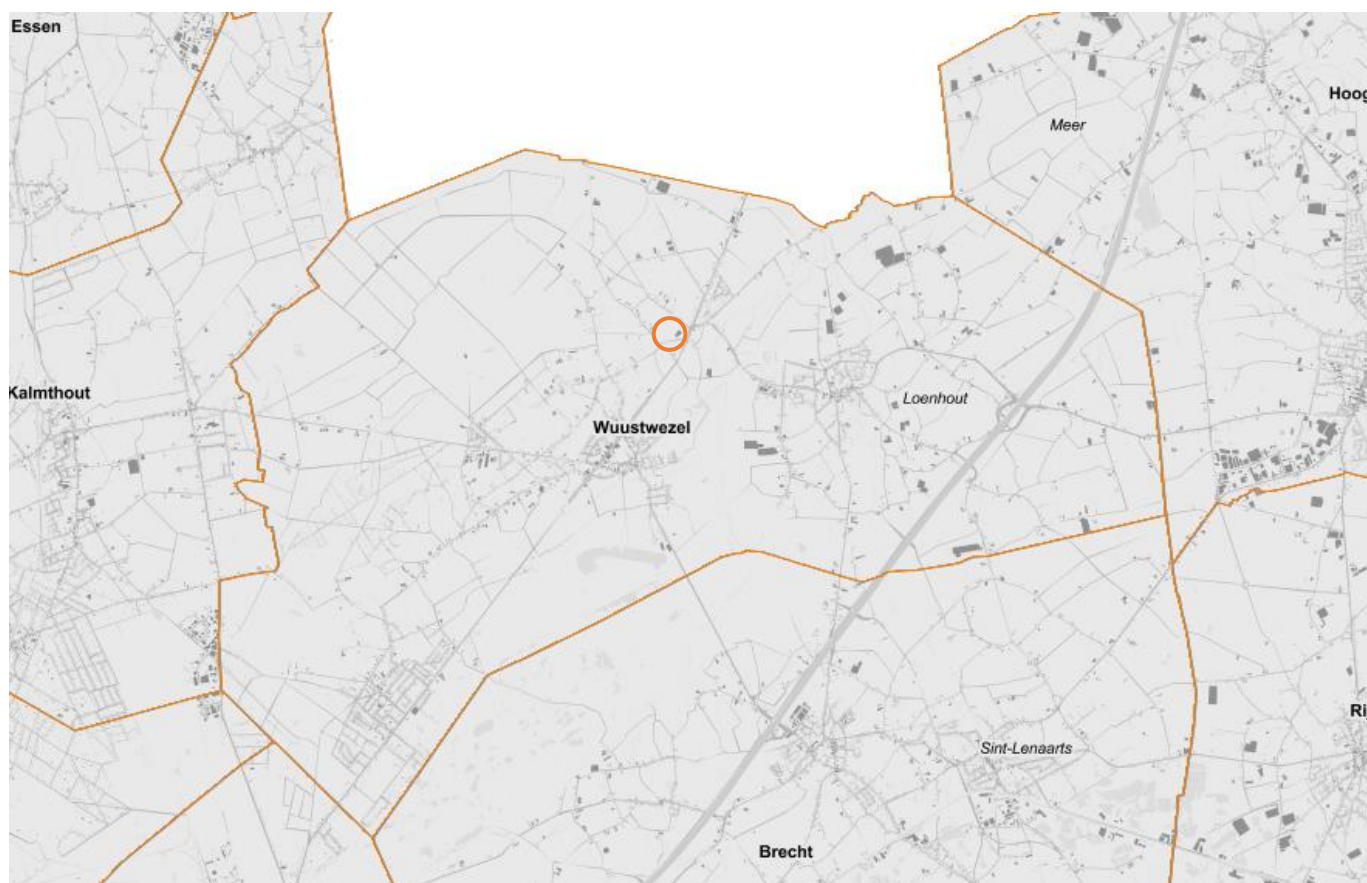 Essen
Meer
Kalmthout
Loenhout
Wuustwezel
Sint-Lenaarts
Brecht